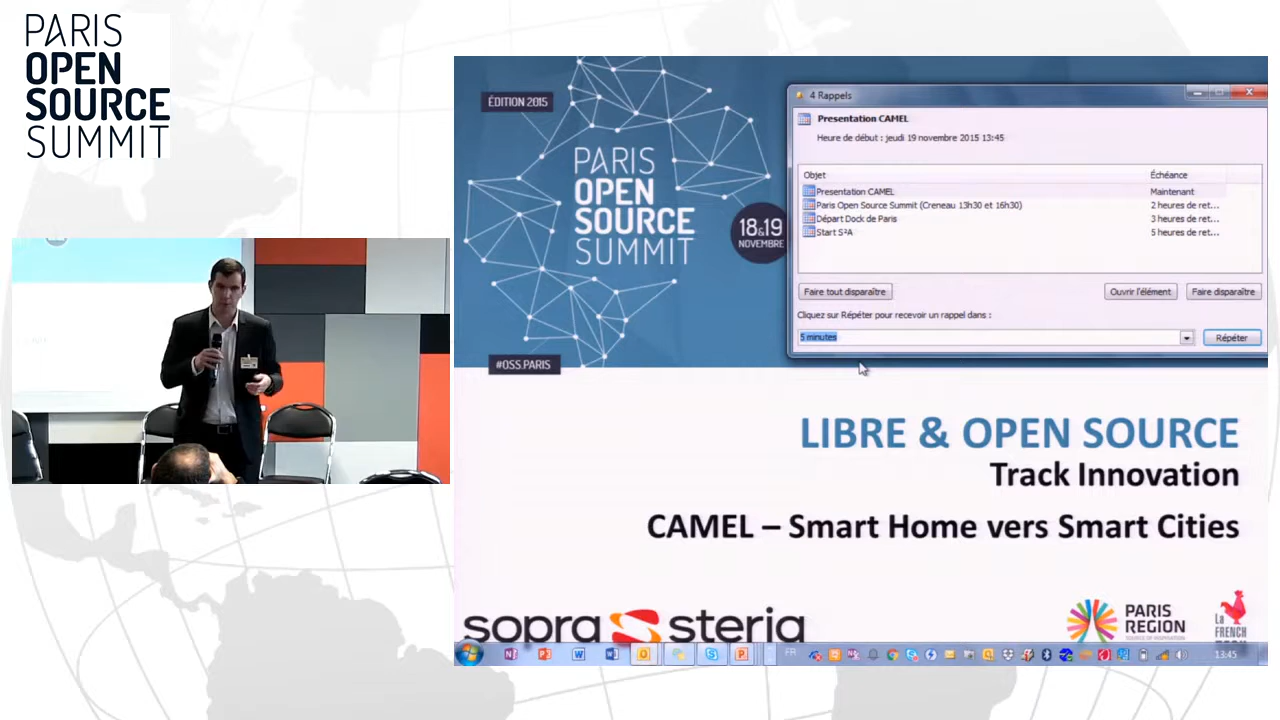 PARIS
OPEN
SOURCE
SUMMIT
ÉDITION 2015
PARIS
OPEN
SOURCE
SUMMIT
18&19
NOVEMBRE
#OSS.PARIS
4 Rappels
Presentation CAMEL
Heure de début : jeudi 19 novembre 2015 13:45
Objet Échéance
Presentation CAMEL Maintenant
Paris Open Source Summit (Creneau 13h30 et 16h30) 2 heures de ret...
Départ Dock de Paris 3 heures de ret...
Start S²A 5 heures de ret...
Faire tout disparaître Ouvrir l'élément Faire disparaître
Cliquez sur Répéter pour recevoir un rappel dans :
5 minutes Répéter
LIBRE & OPEN SOURCE
Track Innovation
CAMEL – Smart Home vers Smart Cities
sopra steria
PARIS
REGION
La
FRENCH
FR 13:45